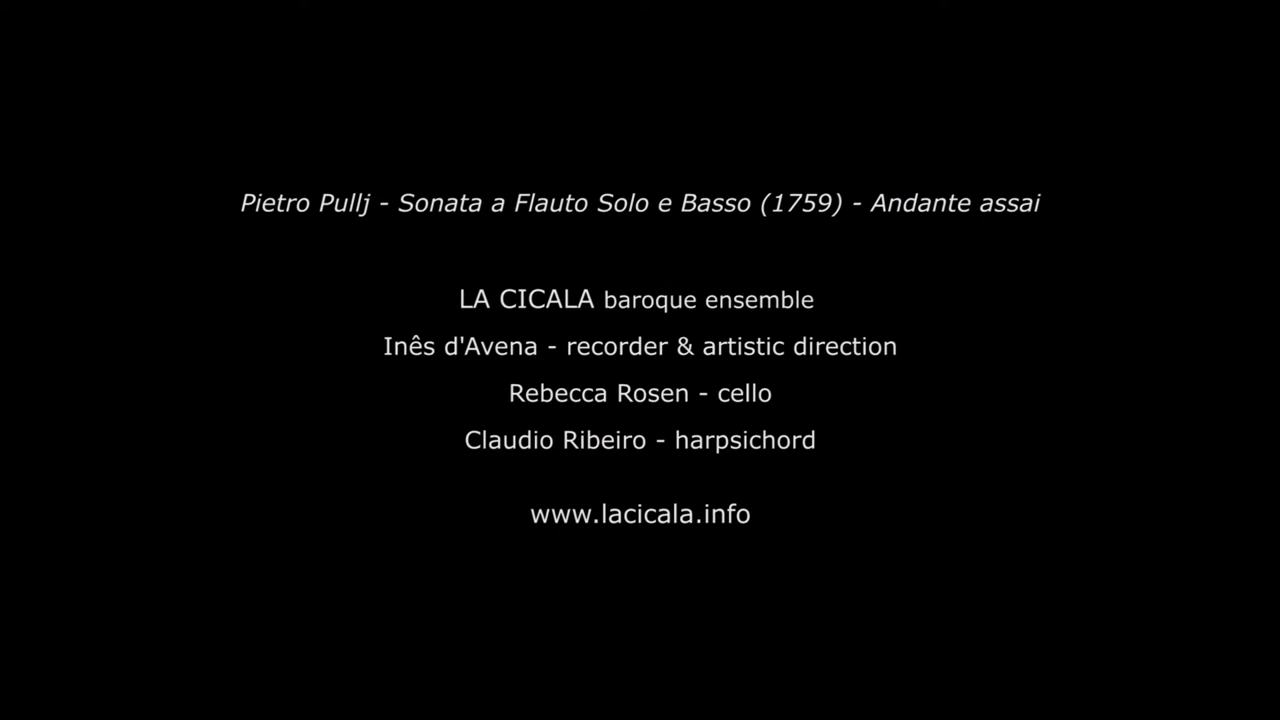 Pietro Pullj - Sonata a Flauto Solo e Basso (1759) - Andante assai
LA CICALA baroque ensemble
Inês d'Avena - recorder & artistic direction
Rebecca Rosen - cello
Claudio Ribeiro - harpsichord
www.lacicala.info